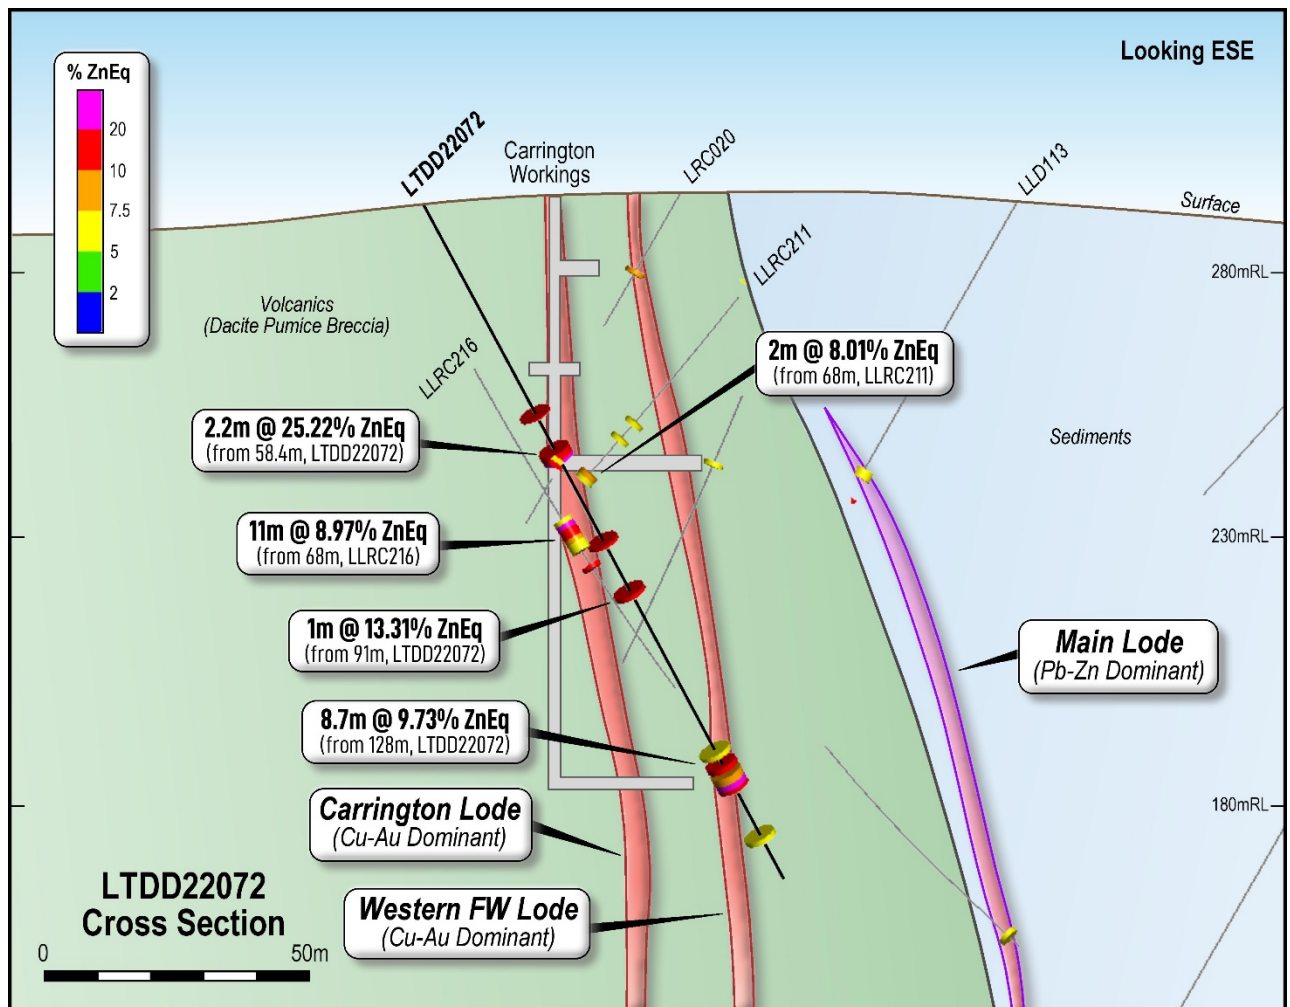 Looking ESE
% ZnEq
20
10
7.5
5
2
LTDD22072
Carrington
Workings
LRC020
LLD113
Surface
LLRC211
280mRL
Volcanics
(Dacite Pumice Breccia)
LLRC216
2m @ 8.01% ZnEq
(from 68m, LLRC211)
2.2m @ 25.22% ZnEq
(from 58.4m, LTDD22072)
Sediments
11m @ 8.97% ZnEq
(from 68m, LLRC216)
230mRL
1m @ 13.31% ZnEq
(from 91m, LTDD22072)
Main Lode
(Pb-Zn Dominant)
8.7m @ 9.73% ZnEq
(from 128m, LTDD22072)
Carrington Lode
(Cu-Au Dominant)
180mRL
LTDD22072
Cross Section
Western FW Lode
(Cu-Au Dominant)
0
50m